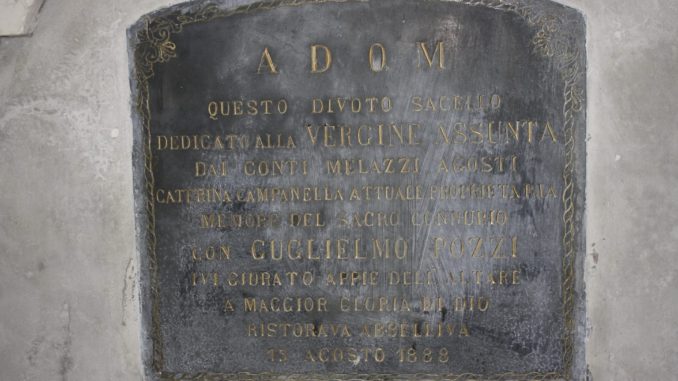 A D O M
QUESTO DIVOTO SACELLO
DEDICATO ALLA VERGINE ASSUNTA
DAI CONTI MELAZZI AGOSTI
CATERINA CAMPANELLA ATTUALE PROPRIETARIA
MEMORE DEL SACRO CONNUBIO
CON GUGLIELMO POZZI
IVI GIURATO APPIE DELL'ALTARE
A MAGGIOR GLORIA DI DIO
RISTORAVA ABBELLIVA
15 AGOSTO 1888